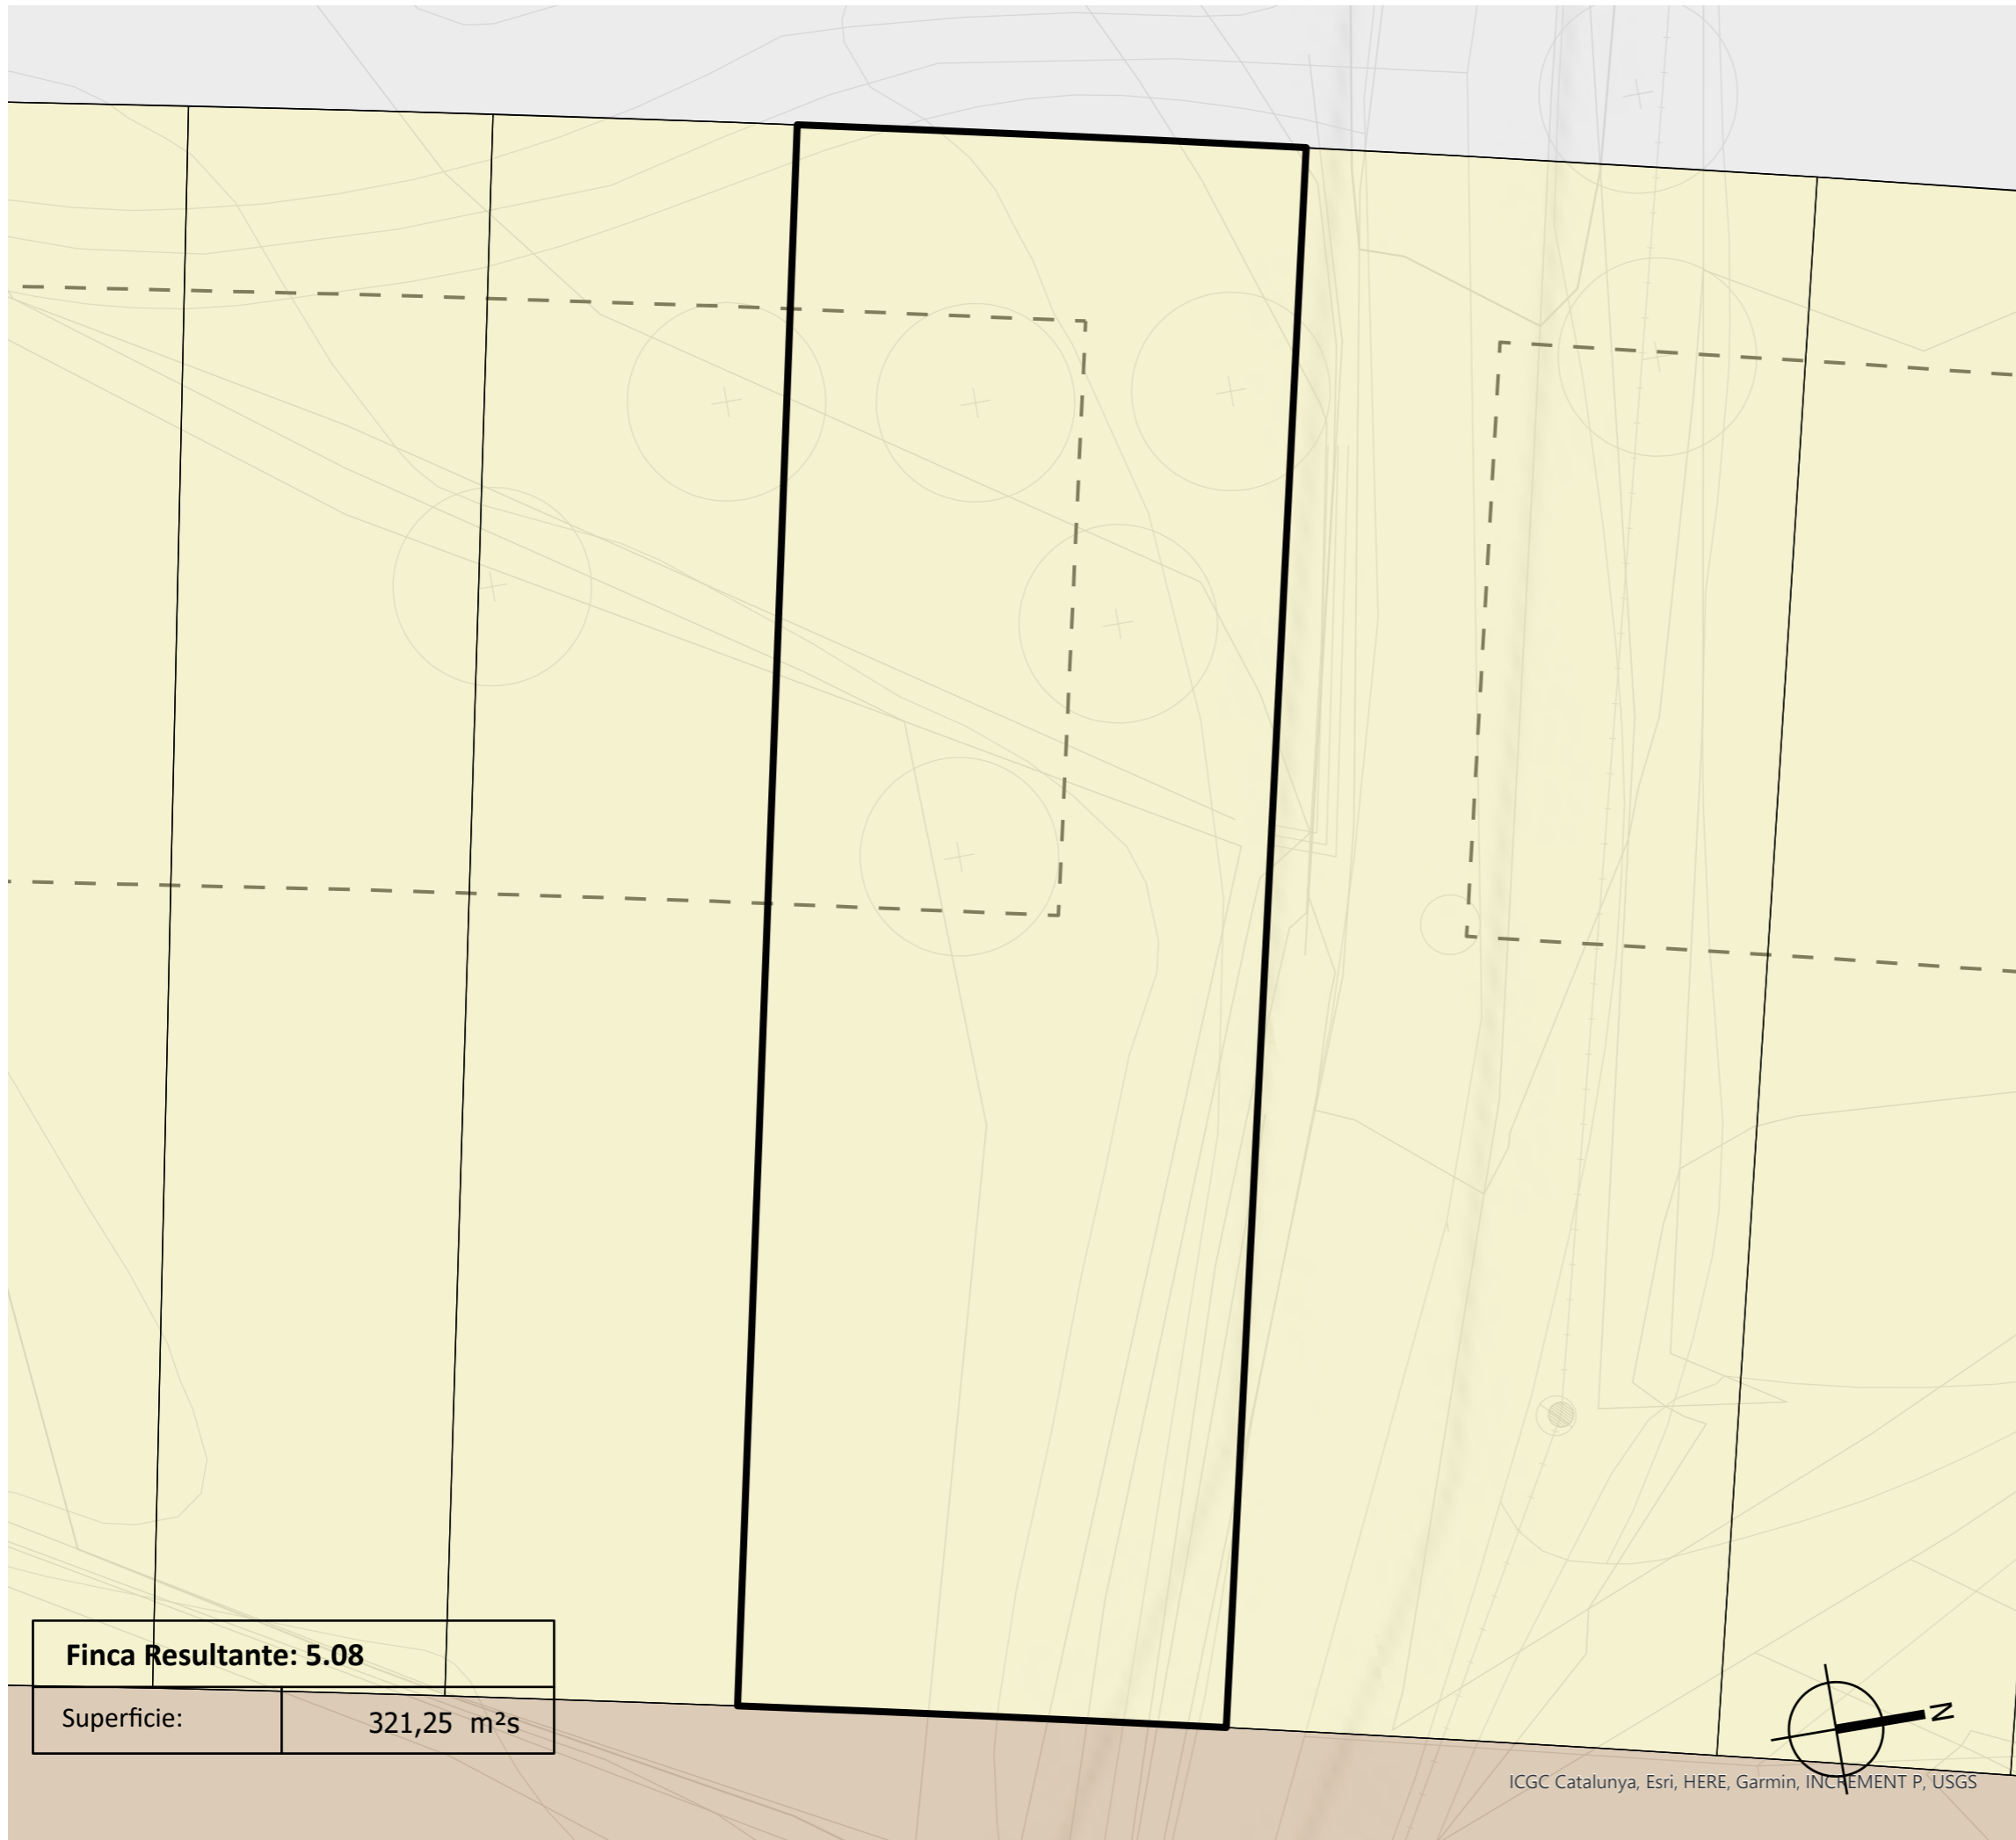 Finca Resultante: 5.08
Superficie: 321,25 m²s
N
ICGC Catalunya, Esri, HERE, Garmin, INCREMENT P, USGS